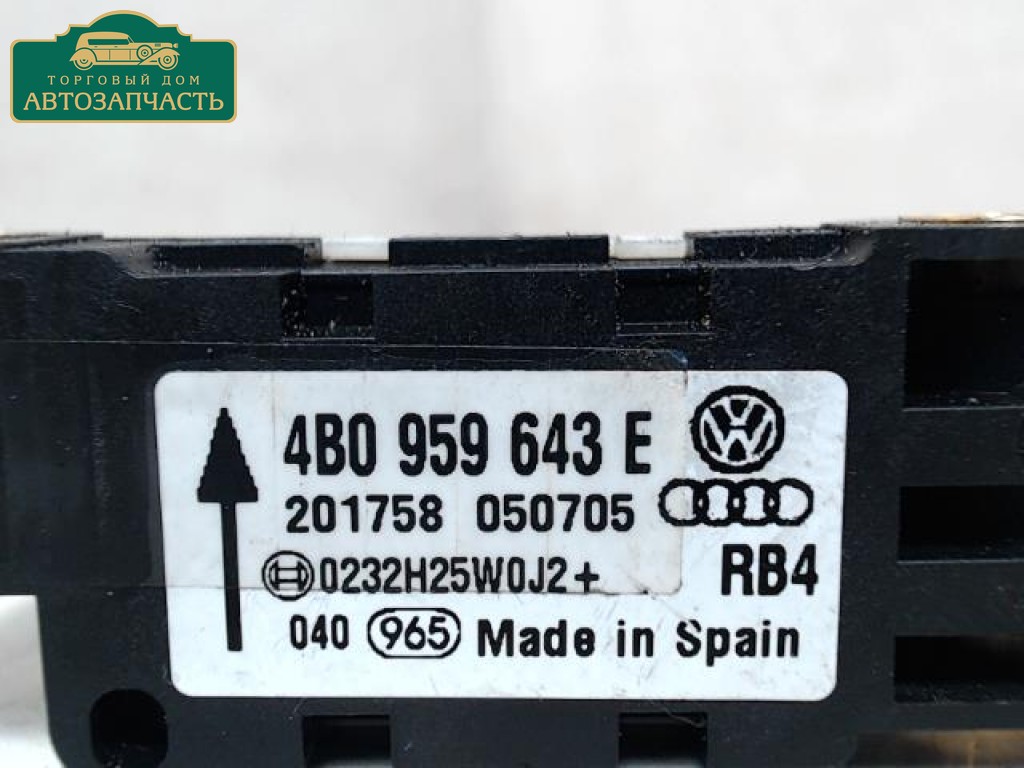 ТОРГОВЫЙ ДОМ
АВТОЗАПЧАСТЬ
4B0 959 643 E
201758 050705
0232H25W0J2+
RB4
040 965 Made in Spain